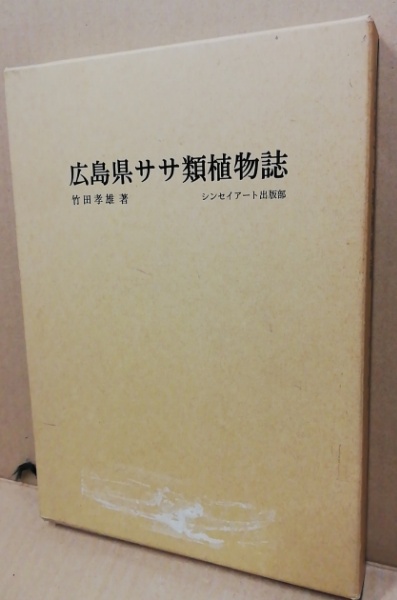 広島県ササ類植物誌
竹田孝雄 著　シンセイアート出版部